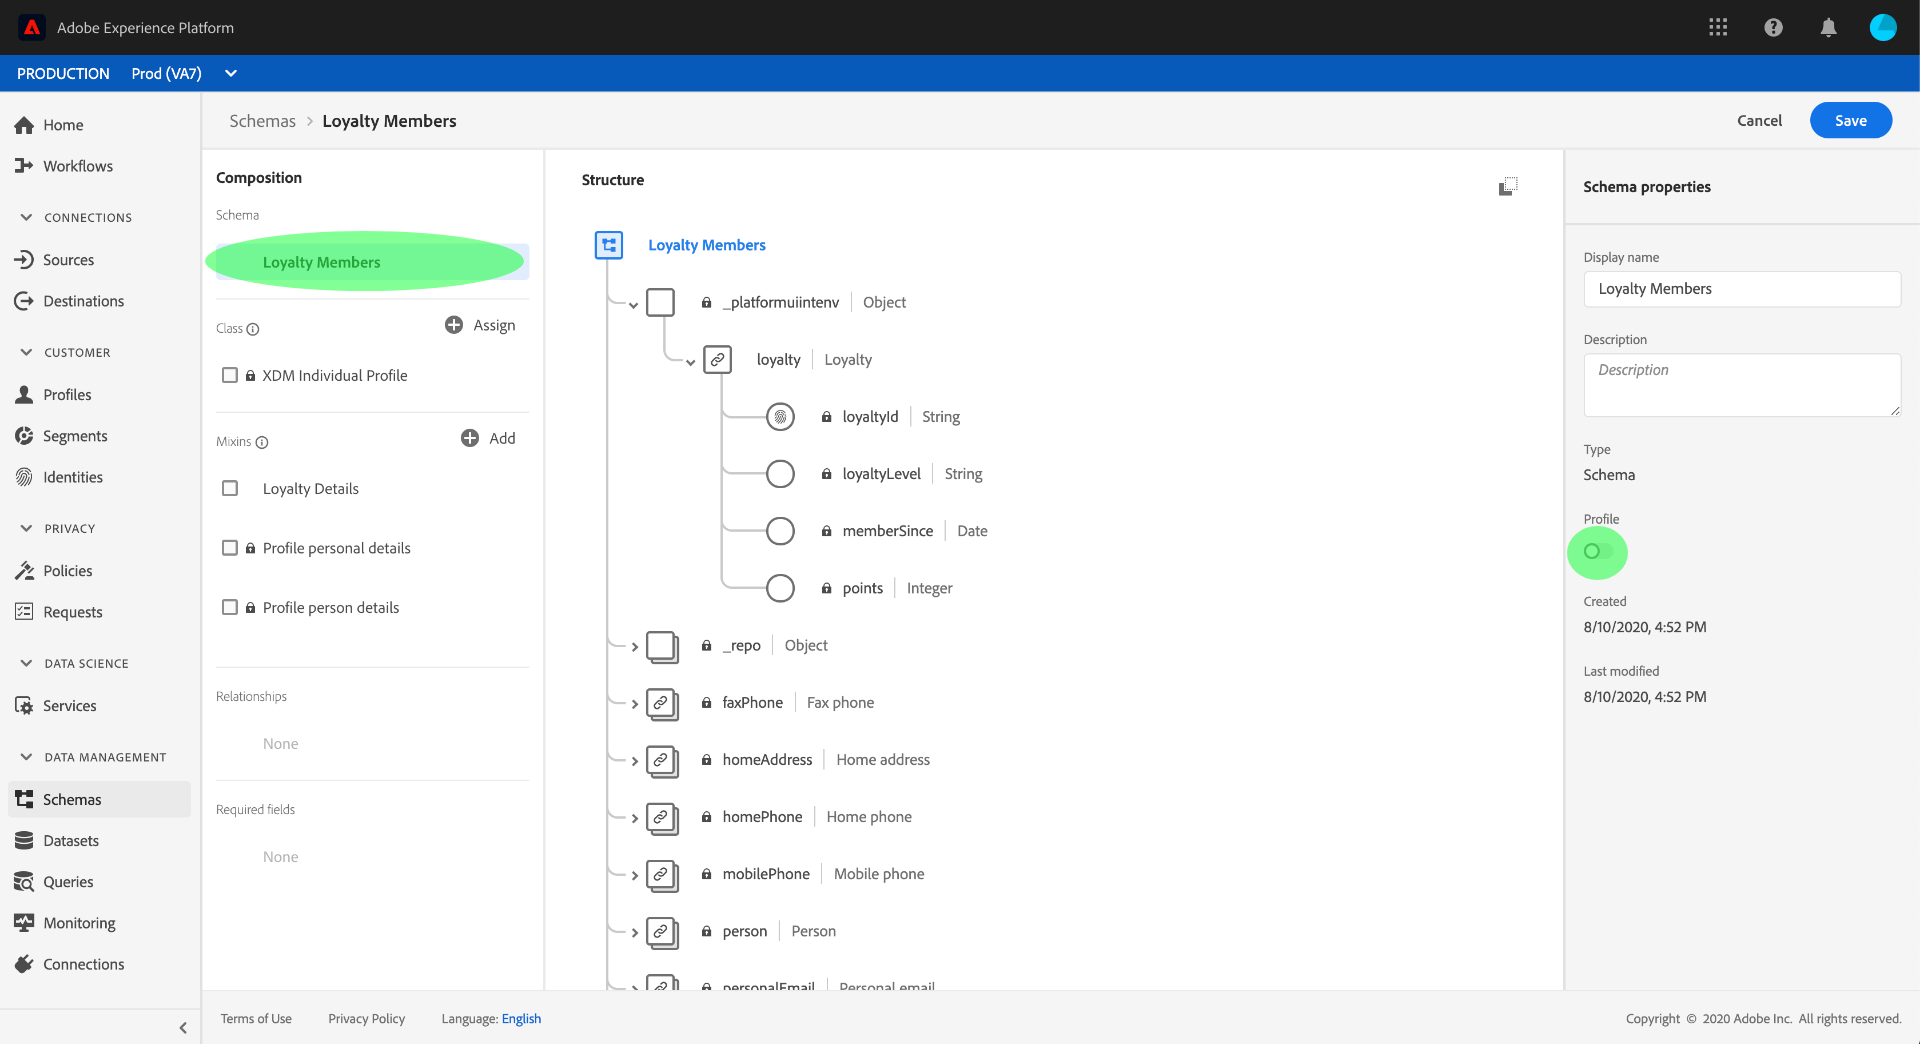 Adobe Experience Platform
PRODUCTION Prod (VA7)
Home
Workflows
CONNECTIONS
Sources
Destinations
CUSTOMER
Profiles
Segments
Identities
PRIVACY
Policies
Requests
DATA SCIENCE
Services
DATA MANAGEMENT
Schemas
Datasets
Queries
Monitoring
Connections
Schemas > Loyalty Members
Cancel
Save
Composition
Schema
Loyalty Members
Class
Assign
XDM Individual Profile
Mixins
Add
Loyalty Details
Profile personal details
Profile person details
Relationships
None
Required fields
None
Structure
Loyalty Members
_platformuiintenv | Object
loyalty | Loyalty
loyaltyId | String
loyaltyLevel | String
memberSince | Date
points | Integer
_repo | Object
faxPhone | Fax phone
homeAddress | Home address
homePhone | Home phone
mobilePhone | Mobile phone
person | Person
personalEmail | Personal email
Schema properties
Display name
Loyalty Members
Description
Description
Type
Schema
Profile
Created
8/10/2020, 4:52 PM
Last modified
8/10/2020, 4:52 PM
Terms of Use Privacy Policy Language: English
Copyright © 2020 Adobe Inc. All rights reserved.